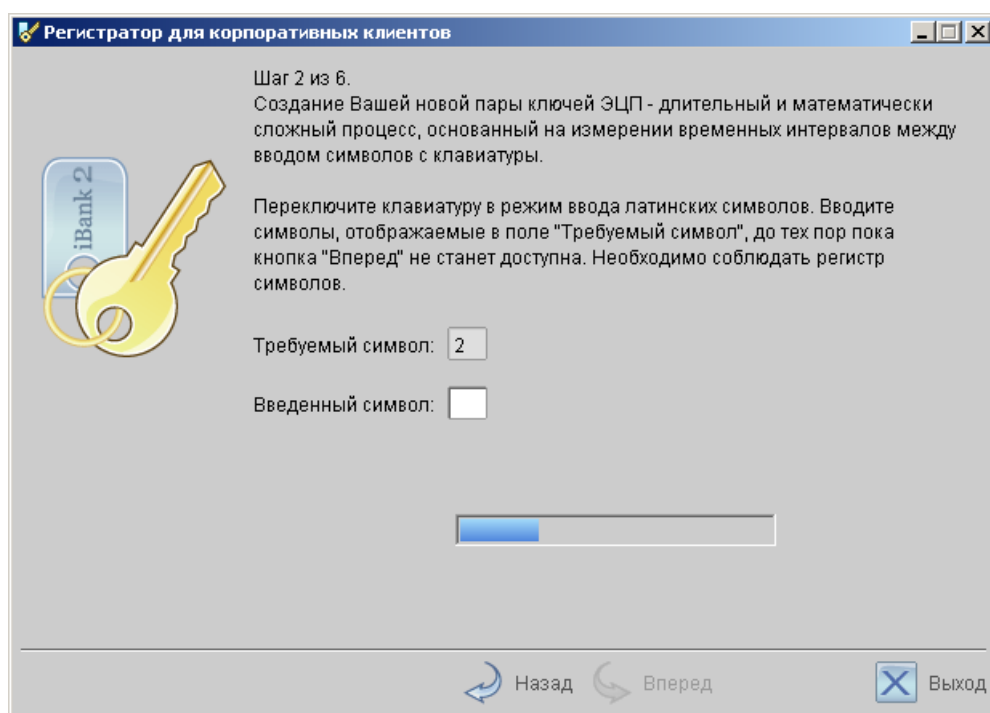 Регистратор для корпоративных клиентов
Шаг 2 из 6.
Создание Вашей новой пары ключей ЭЦП - длительный и математически
сложный процесс, основанный на измерении временных интервалов между
вводом символов с клавиатуры.
iBank 2
Переключите клавиатуру в режим ввода латинских символов. Вводите
символы, отображаемые в поле "Требуемый символ", до тех пор пока
кнопка "Вперед" не станет доступна. Необходимо соблюдать регистр
символов.
Требуемый символ: 2
Введенный символ:
Назад Вперед Выход